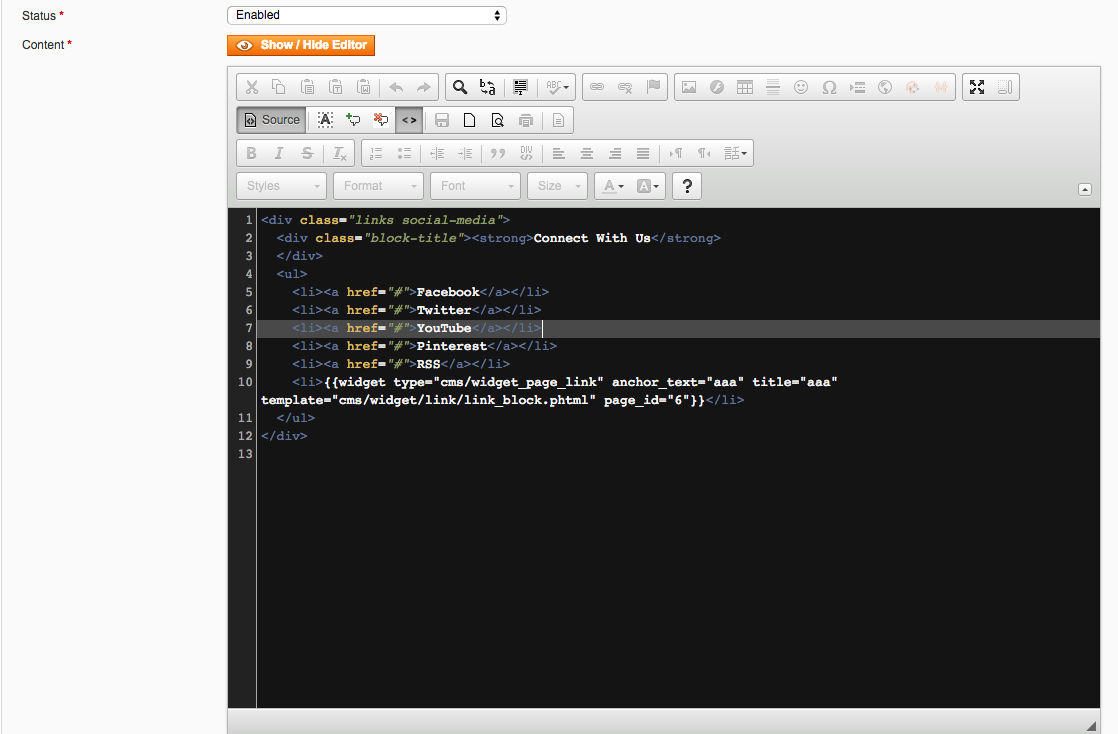 Status * Enabled
Content * Show / Hide Editor
ABC
Source A
B I S Tx DIV 話
Styles Format Font Size A A ?
1 <div class="links social-media">
2 <div class="block-title"><strong>Connect With Us</strong>
3 </div>
4 <ul>
5 <li><a href="#">Facebook</a></li>
6 <li><a href="#">Twitter</a></li>
7 <li><a href="#">YouTube</a></li>
8 <li><a href="#">Pinterest</a></li>
9 <li><a href="#">RSS</a></li>
10 <li>{{widget type="cms/widget_page_link" anchor_text="aaa" title="aaa"
template="cms/widget/link/link_block.phtml" page_id="6"}}</li>
11 </ul>
12 </div>
13